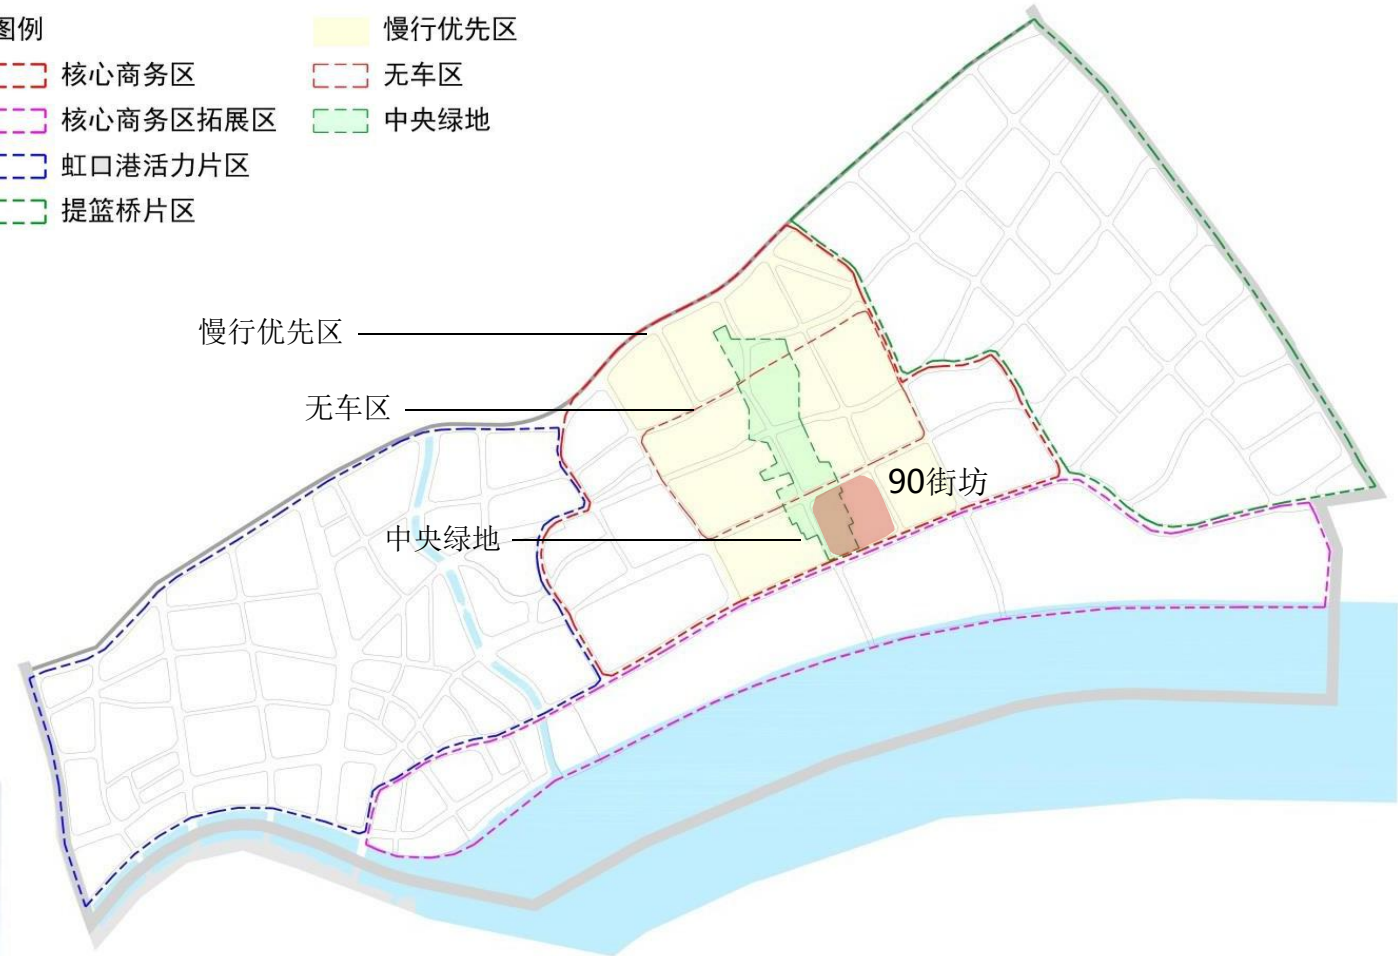 图例
核心商务区
核心商务区拓展区
虹口港活力片区
提篮桥片区
慢行优先区
无车区
中央绿地
慢行优先区
无车区
90街坊
中央绿地